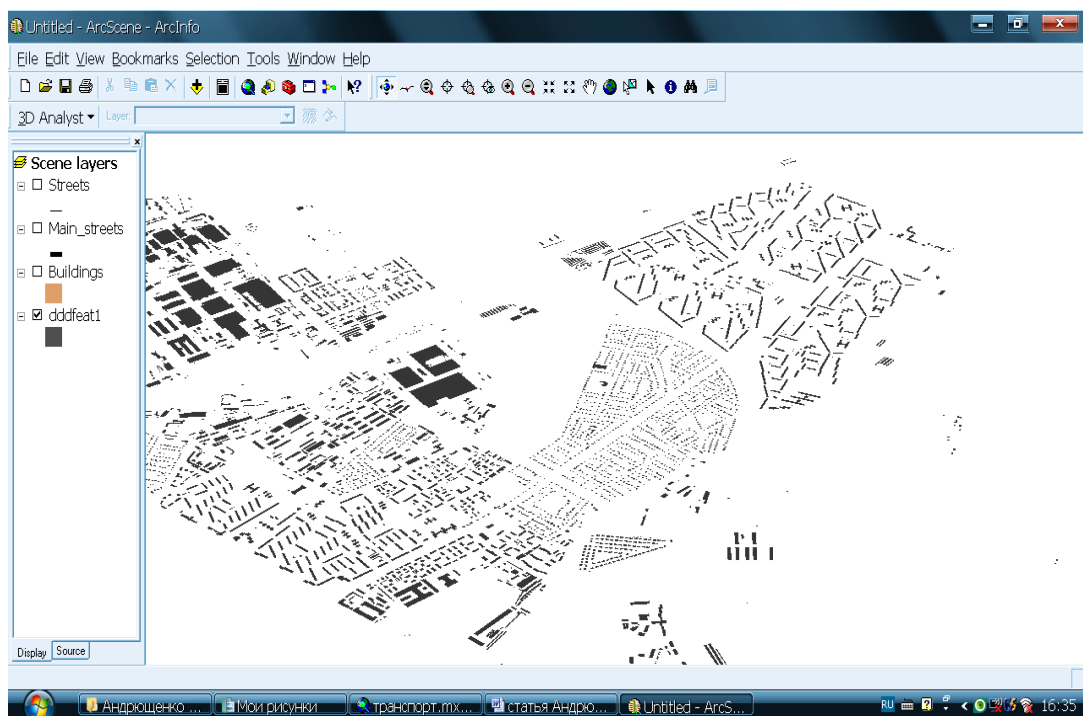 Untitled - ArcScene - ArcInfo
File Edit View Bookmarks Selection Tools Window Help
3D Analyst Layer:
Scene layers
Streets
Main_streets
Buildings
dddfeat1
Display Source
Андрющенко ... Мои рисунки транспорт.mx... статья Андрю... Untitled - ArcS... RU 16:35